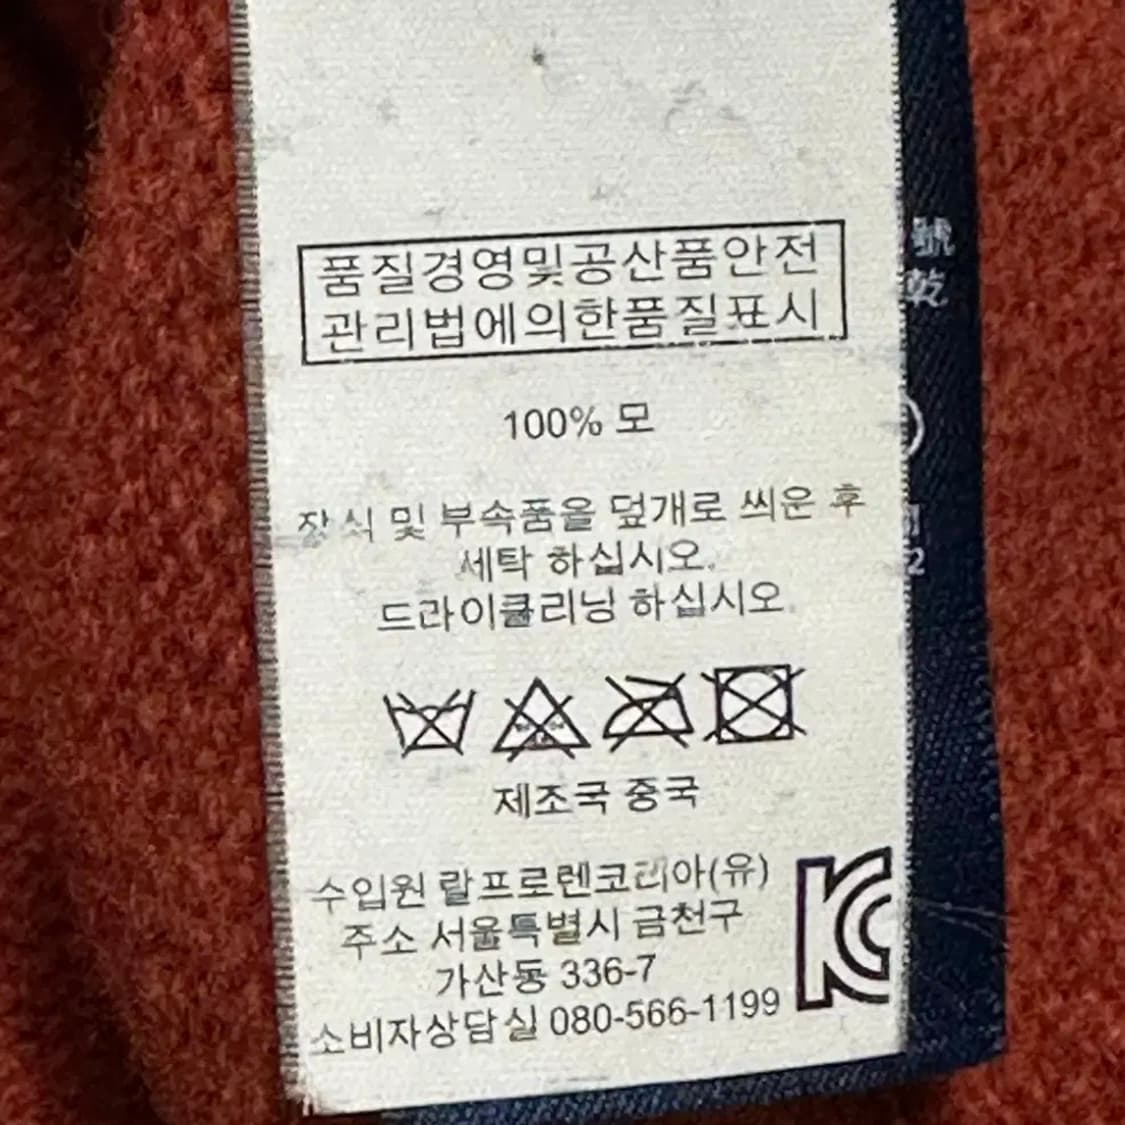 품질경영및공산품안전
관리법에의한품질표시
100% 모
장식 및 부속품을 덮개로 씌운 후
세탁 하십시오.
드라이클리닝 하십시오.
제조국 중국
수입원 랄프로렌코리아(유)
주소 서울특별시 금천구
가산동 336-7
소비자상담실 080-566-1199
KC
號
乾
2